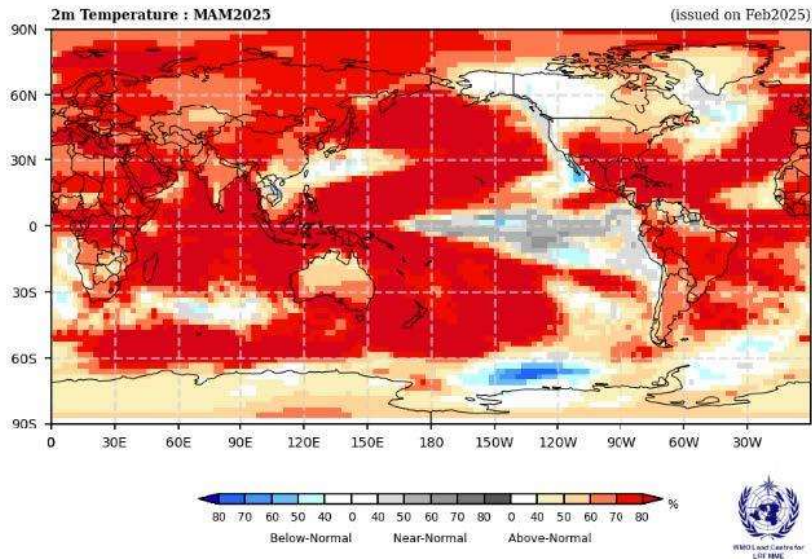 2m Temperature : MAM2025 (issued on Feb2025)
90N
60N
30N
0
30S
60S
90S
0 30E 60E 90E 120E 150E 180 150W 120W 90W 60W 30W
80 70 60 50 40 0 40 50 60 70 80 0 40 50 60 70 80 %
Below-Normal Near-Normal Above-Normal
WMO Lead Centre for
LRF MME